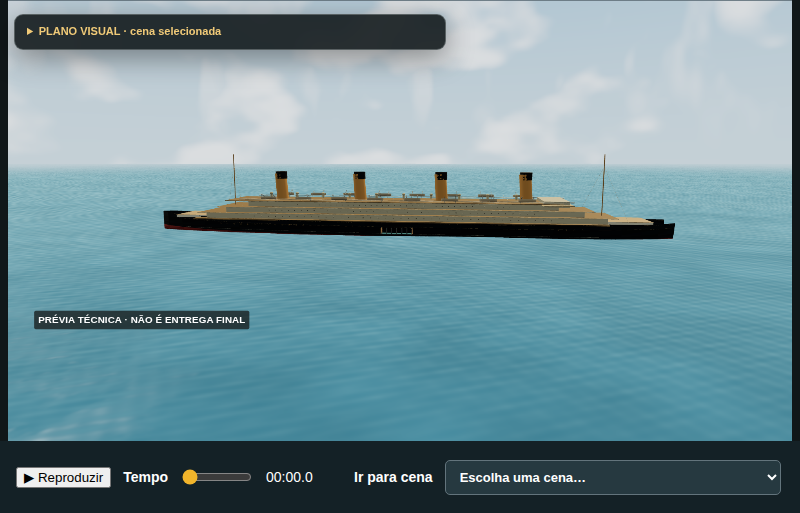 ▶ PLANO VISUAL · cena selecionada
PRÉVIA TÉCNICA · NÃO É ENTREGA FINAL
▶ Reproduzir Tempo 00:00.0 Ir para cena Escolha uma cena…